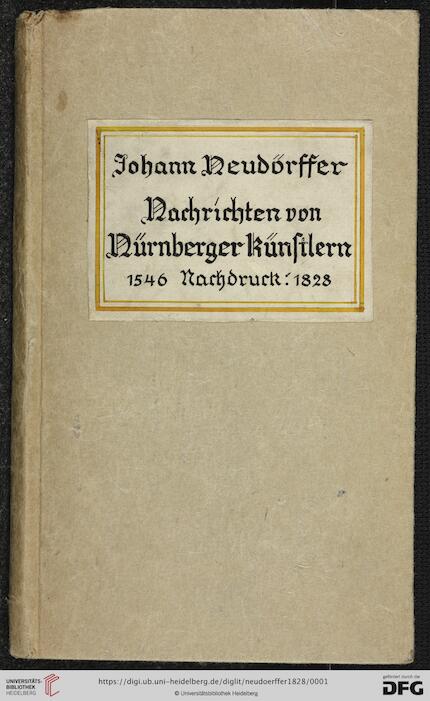 Johann Neudörffer
Nachrichten von
Nürnberger Künſtlern
1546 Nachdruck: 1828
UNIVERSITÄTS-
BIBLIOTHEK
HEIDELBERG
https://digi.ub.uni-heidelberg.de/diglit/neudoerffer1828/0001
© Universitätsbibliothek Heidelberg
gefördert durch die
DFG